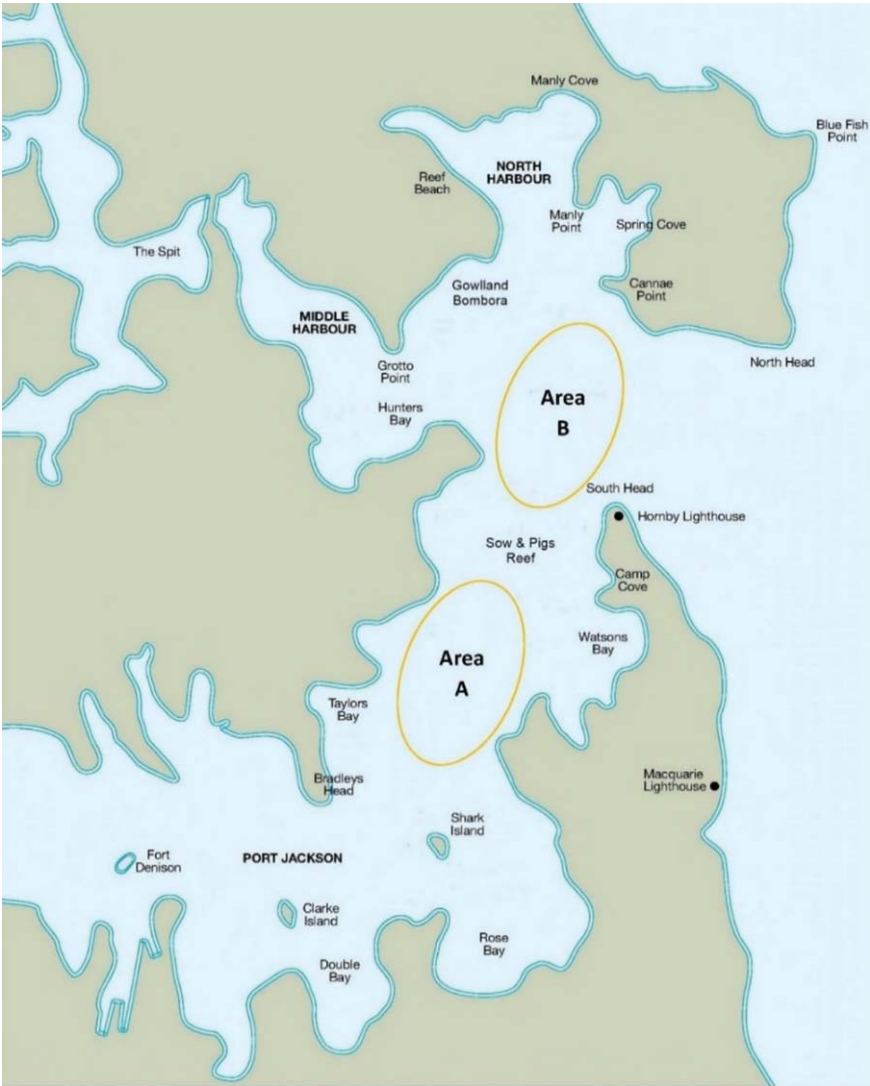 Manly Cove
Blue Fish
Point
NORTH
HARBOUR
Reef
Beach
Manly
Point
Spring Cove
The Spit
Gowlland
Bombora
Cannae
Point
MIDDLE
HARBOUR
North Head
Grotto
Point
Hunters
Bay
Area
B
South Head
Hornby Lighthouse
Sow & Pigs
Reef
Camp
Cove
Watsons
Bay
Area
A
Taylors
Bay
Bradleys
Head
Macquarie
Lighthouse
Shark
Island
Fort
Denison
PORT JACKSON
Clarke
Island
Rose
Bay
Double
Bay